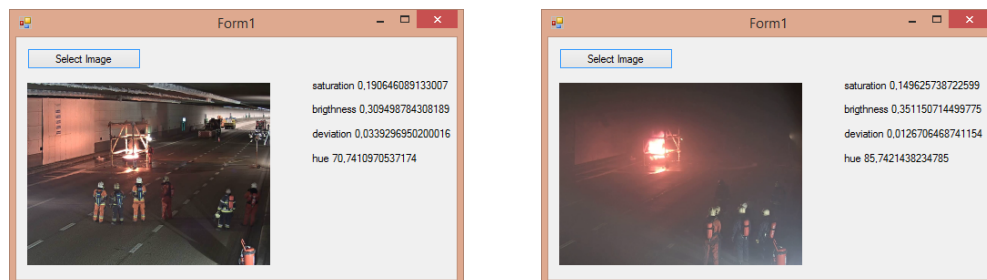 Form1
Select Image
saturation 0,190646089133007
brigthness 0,309498784308189
deviation 0,0339296950200016
hue 70,7410970537174
Form1
Select Image
saturation 0,149625738722599
brigthness 0,351150714499775
deviation 0,0126706468741154
hue 85,7421438234785